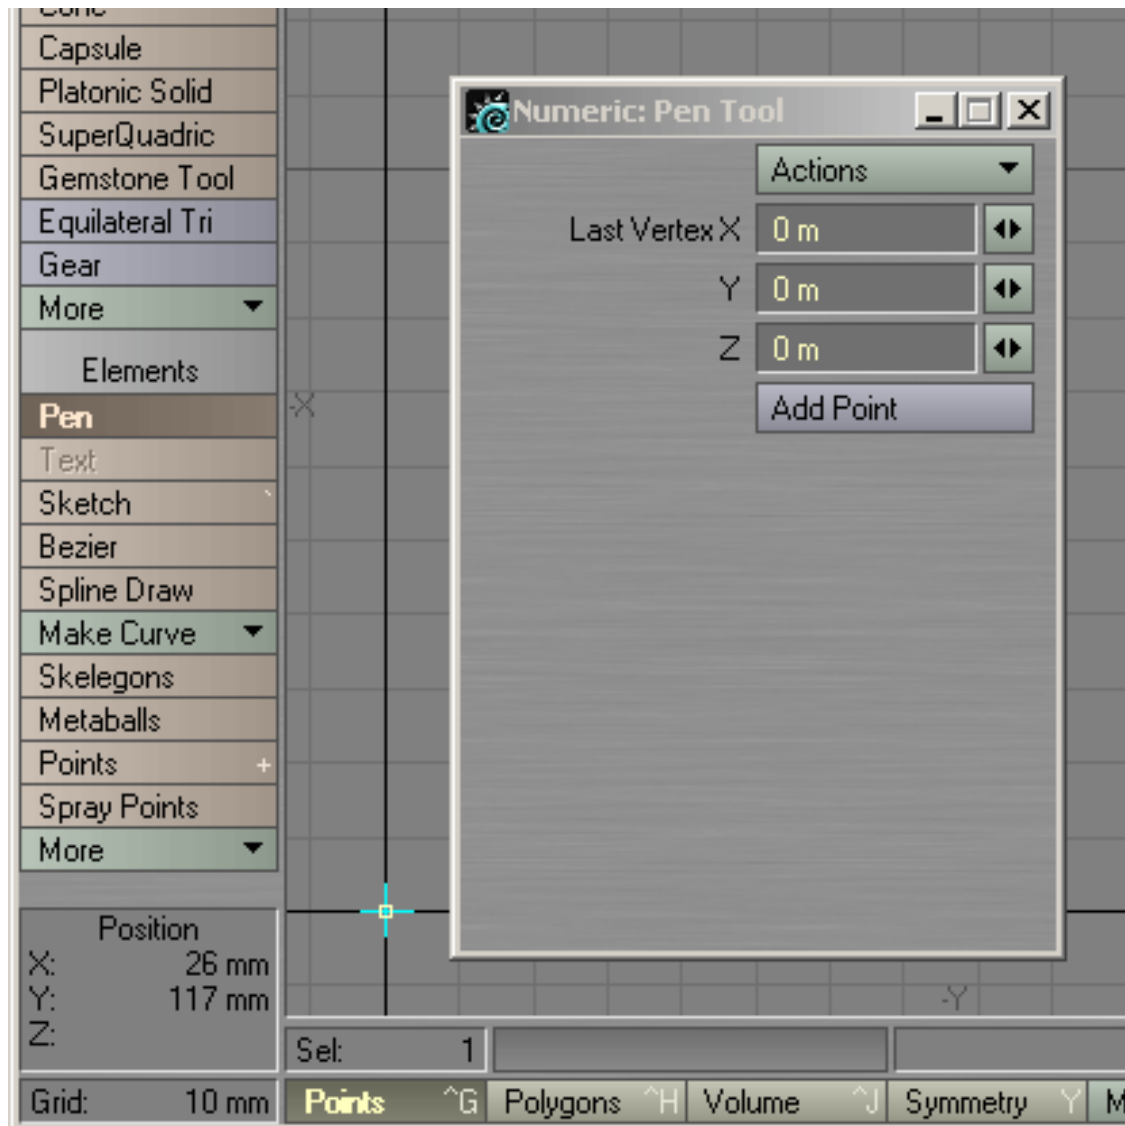 Capsule
Platonic Solid
SuperQuadric
Gemstone Tool
Equilateral Tri
Gear
More
Elements
Pen
Text
Sketch `
Bezier
Spline Draw
Make Curve
Skelegons
Metaballs
Points +
Spray Points
More
Position
X: 26 mm
Y: 117 mm
Z:
Grid: 10 mm
Numeric: Pen Tool
Actions
Last Vertex X 0 m
Y 0 m
Z 0 m
Add Point
-X
-Y
Sel: 1
Points ^G Polygons ^H Volume ^J Symmetry Y M